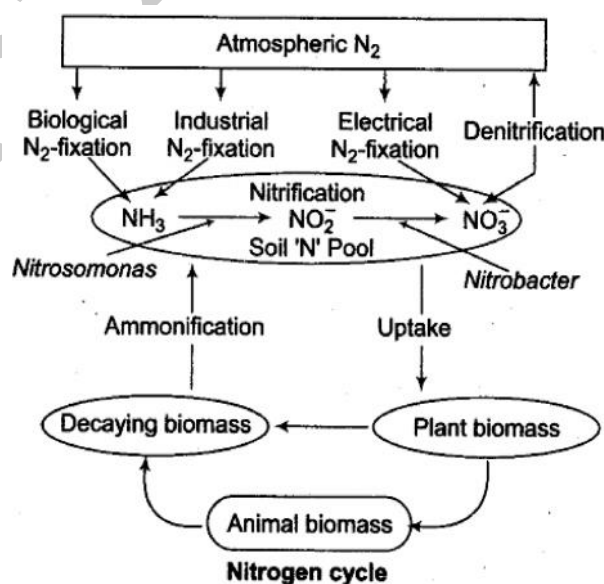 Atmospheric N₂
Biological
N₂-fixation
Industrial
N₂-fixation
Electrical
N₂-fixation
Denitrification
Nitrification
NH₃
NO₂⁻
NO₃⁻
Soil 'N' Pool
Nitrosomonas
Nitrobacter
Ammonification
Uptake
Decaying biomass
Plant biomass
Animal biomass
Nitrogen cycle